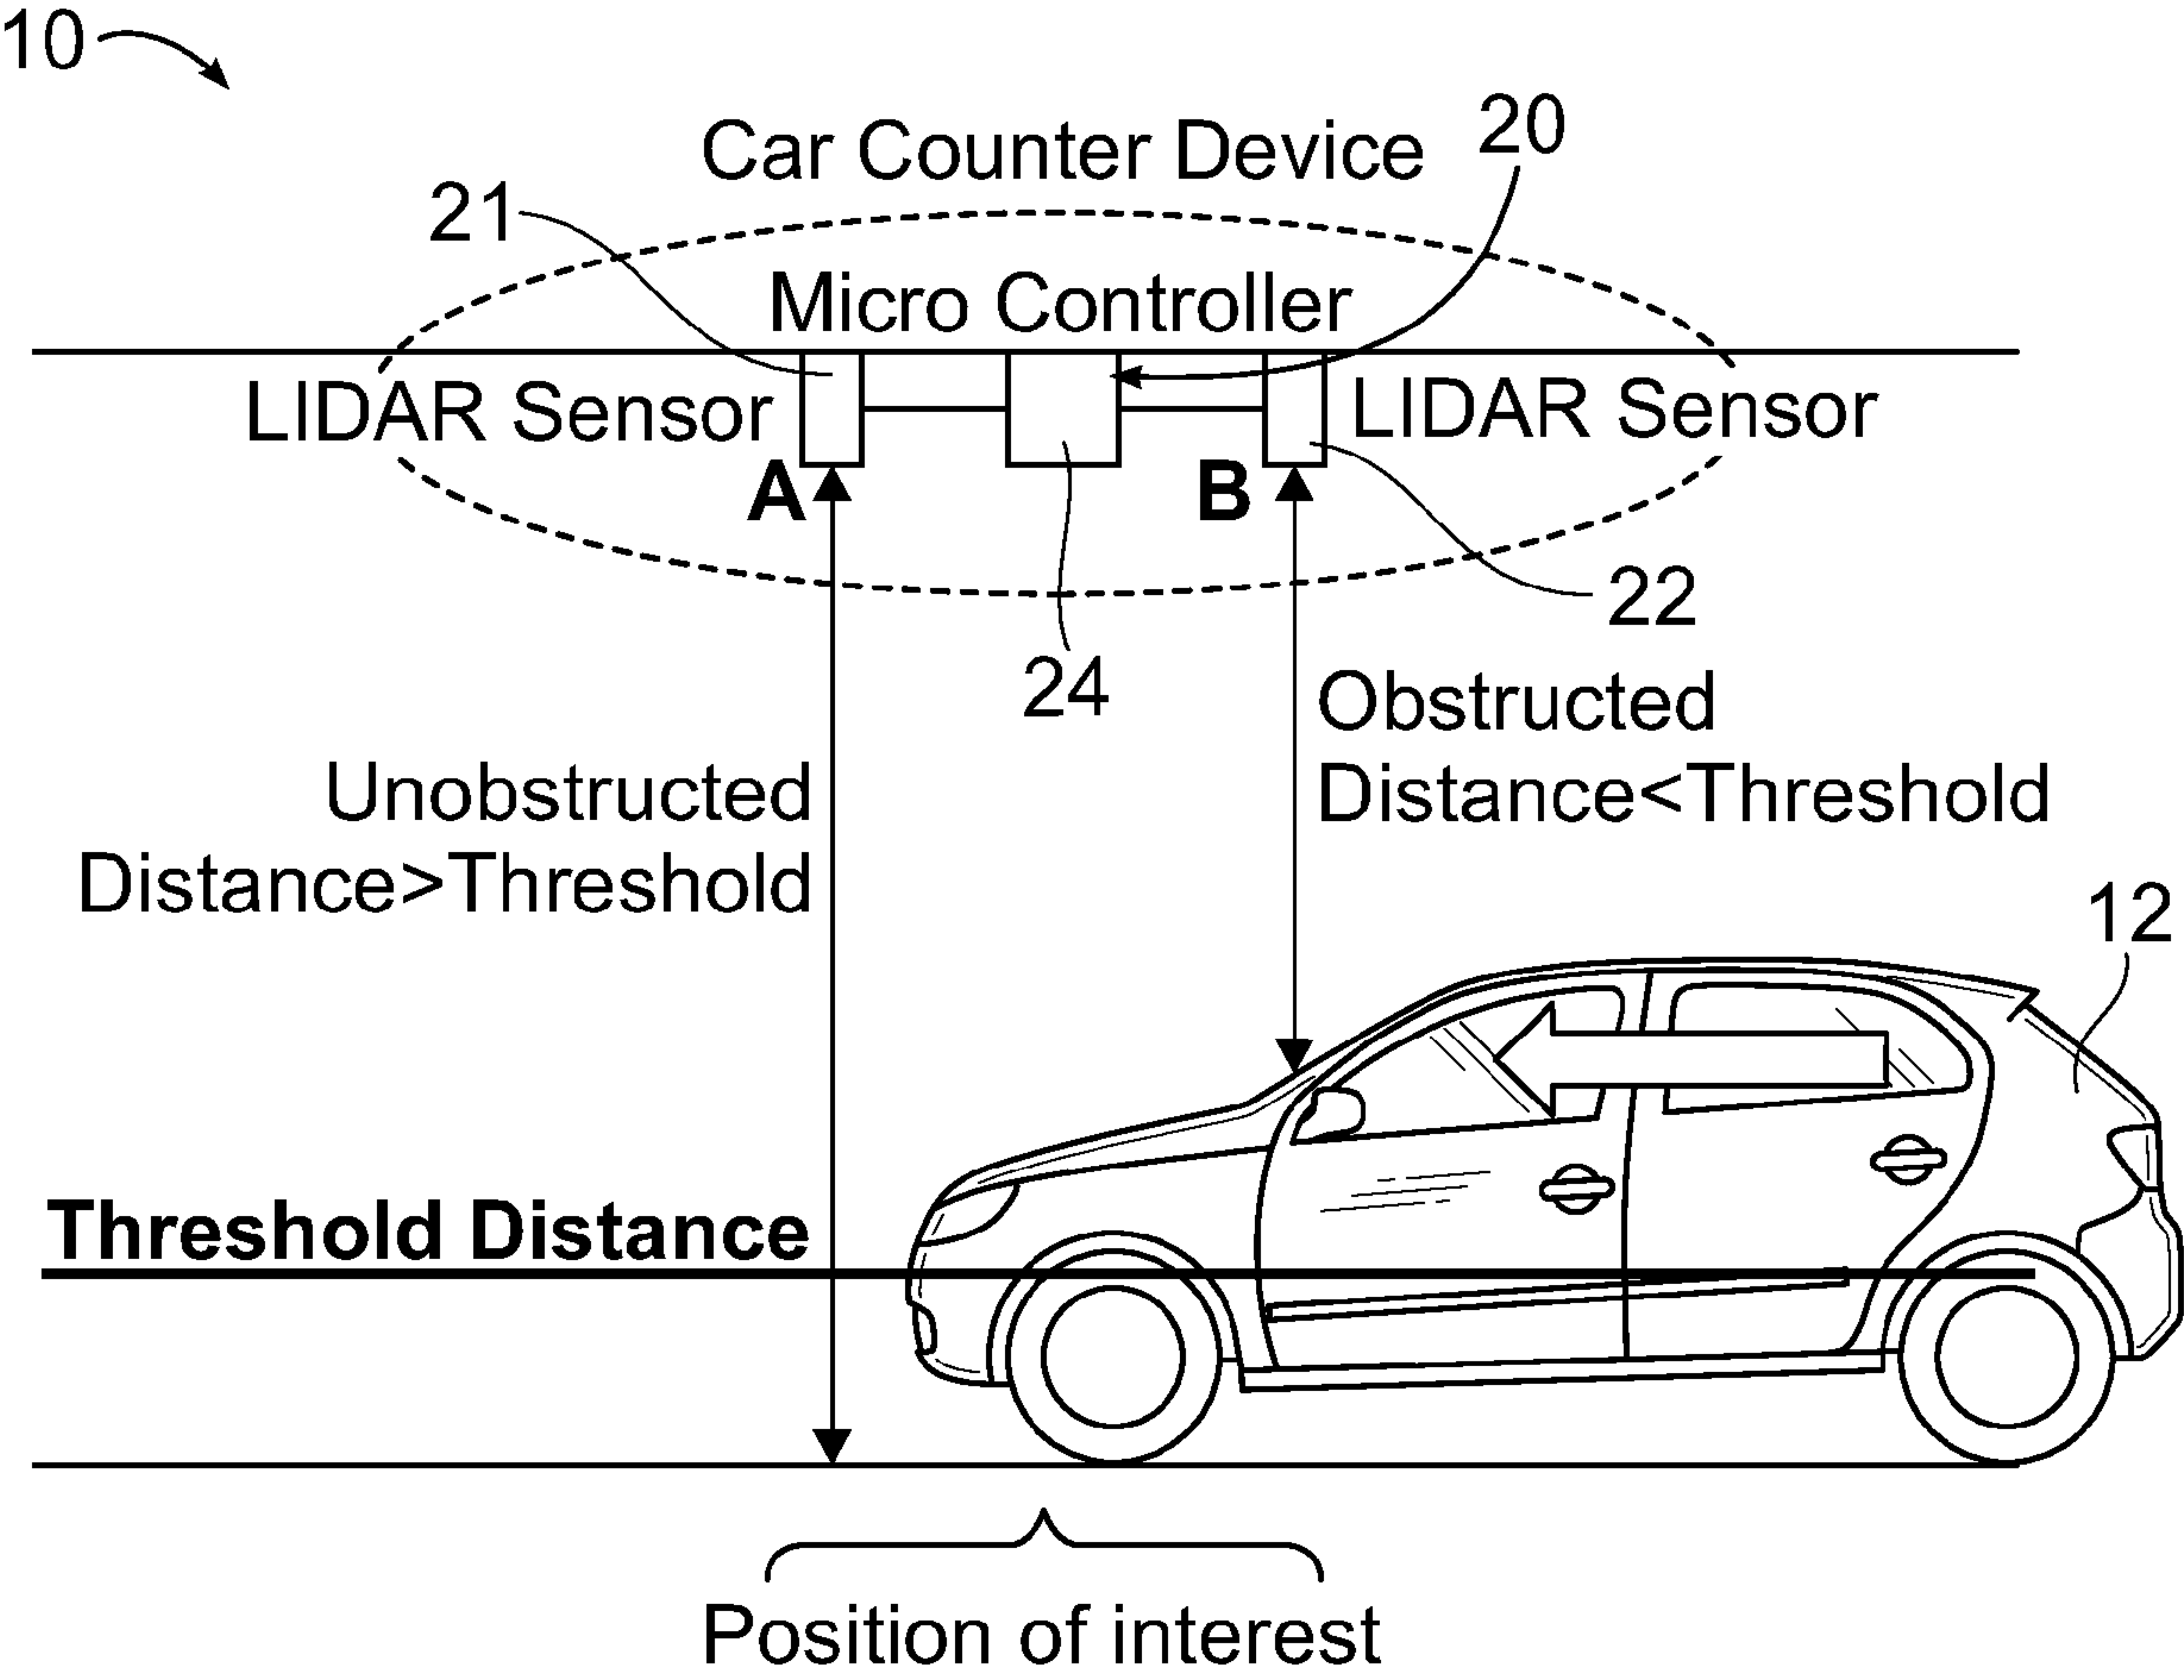 10
Car Counter Device
20
21
Micro Controller
LIDAR Sensor
LIDAR Sensor
A
B
22
24
Obstructed
Distance<Threshold
Unobstructed
Distance>Threshold
12
Threshold Distance
Position of interest